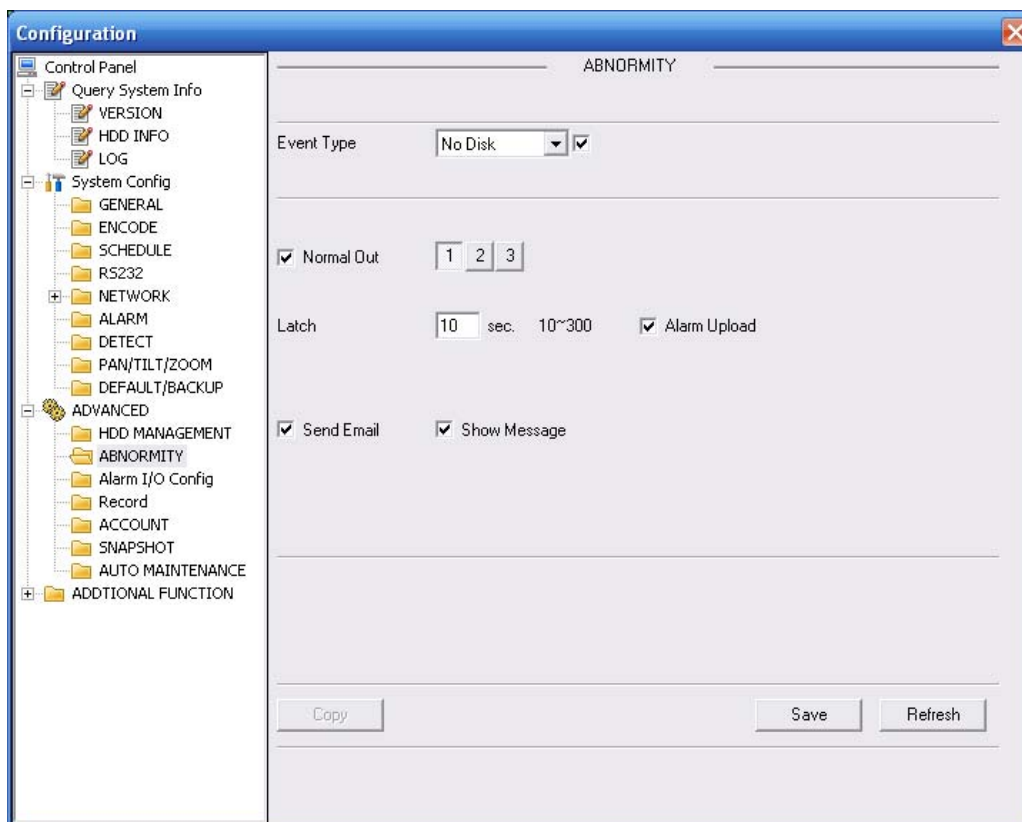 Configuration
Control Panel
Query System Info
VERSION
HDD INFO
LOG
System Config
GENERAL
ENCODE
SCHEDULE
RS232
NETWORK
ALARM
DETECT
PAN/TILT/ZOOM
DEFAULT/BACKUP
ADVANCED
HDD MANAGEMENT
ABNORMITY
Alarm I/O Config
Record
ACCOUNT
SNAPSHOT
AUTO MAINTENANCE
ADDTIONAL FUNCTION
ABNORMITY
Event Type No Disk
Normal Out 1 2 3
Latch 10 sec. 10~300 Alarm Upload
Send Email Show Message
Copy Save Refresh